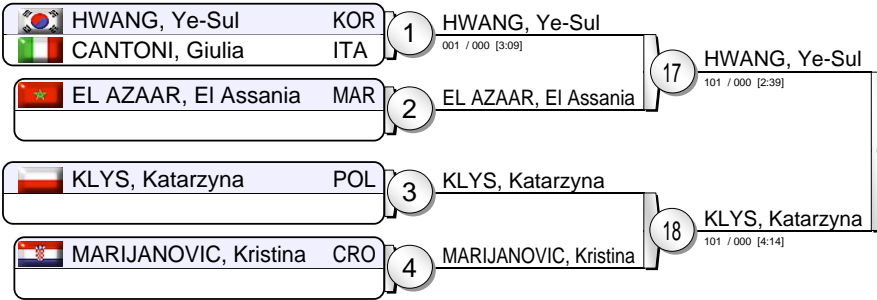 HWANG, Ye-Sul KOR
CANTONI, Giulia ITA
1
HWANG, Ye-Sul
001 / 000 [3:09]
EL AZAAR, El Assania MAR
2
EL AZAAR, El Assania
17
HWANG, Ye-Sul
101 / 000 [2:39]
KLYS, Katarzyna POL
3
KLYS, Katarzyna
MARIJANOVIC, Kristina CRO
4
MARIJANOVIC, Kristina
18
KLYS, Katarzyna
101 / 000 [4:14]